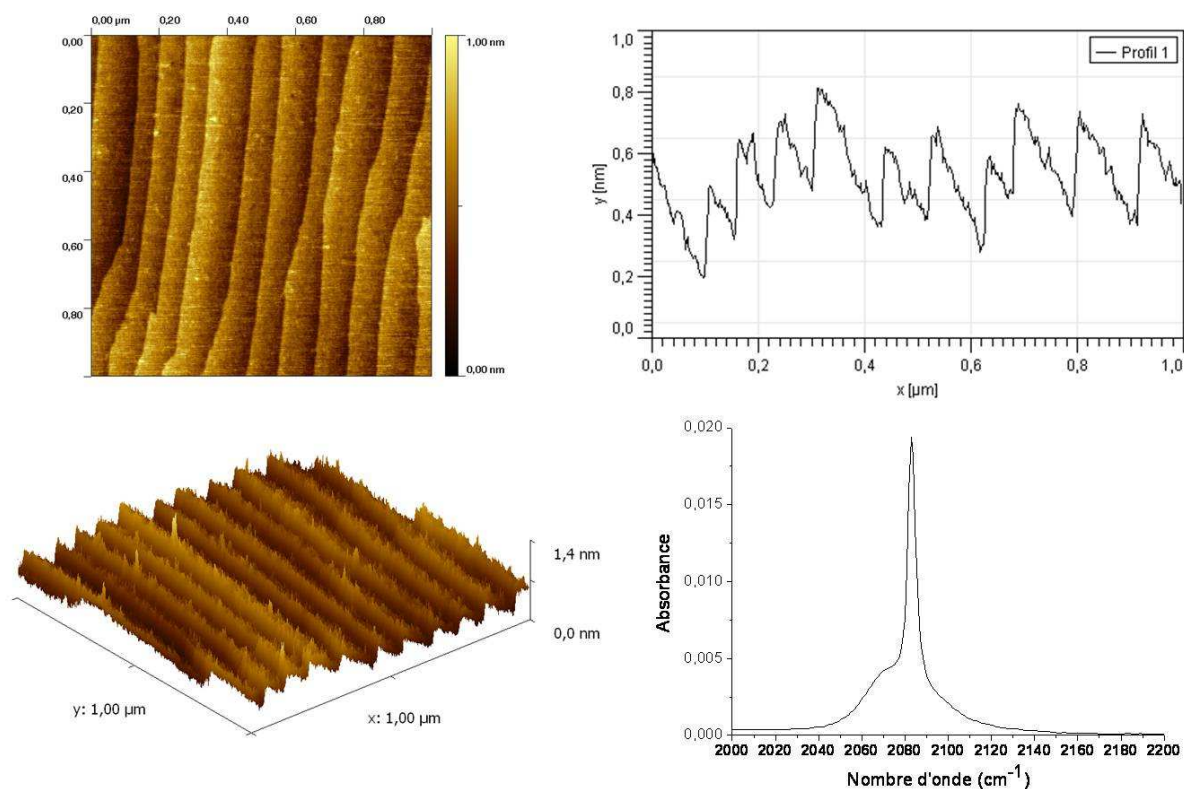 0,00 µm 0,20 0,40 0,60 0,80
0,00
0,20
0,40
0,60
0,80
1,00 nm
0,00 nm
1,0
0,8
0,6
0,4
0,2
0,0
y [nm]
Profil 1
0,0 0,2 0,4 0,6 0,8 1,0
x [µm]
1,4 nm
0,0 nm
y: 1,00 µm
x: 1,00 µm
0,020
0,015
0,010
0,005
0,000
Absorbance
2000 2020 2040 2060 2080 2100 2120 2140 2160 2180 2200
Nombre d'onde (cm-1)